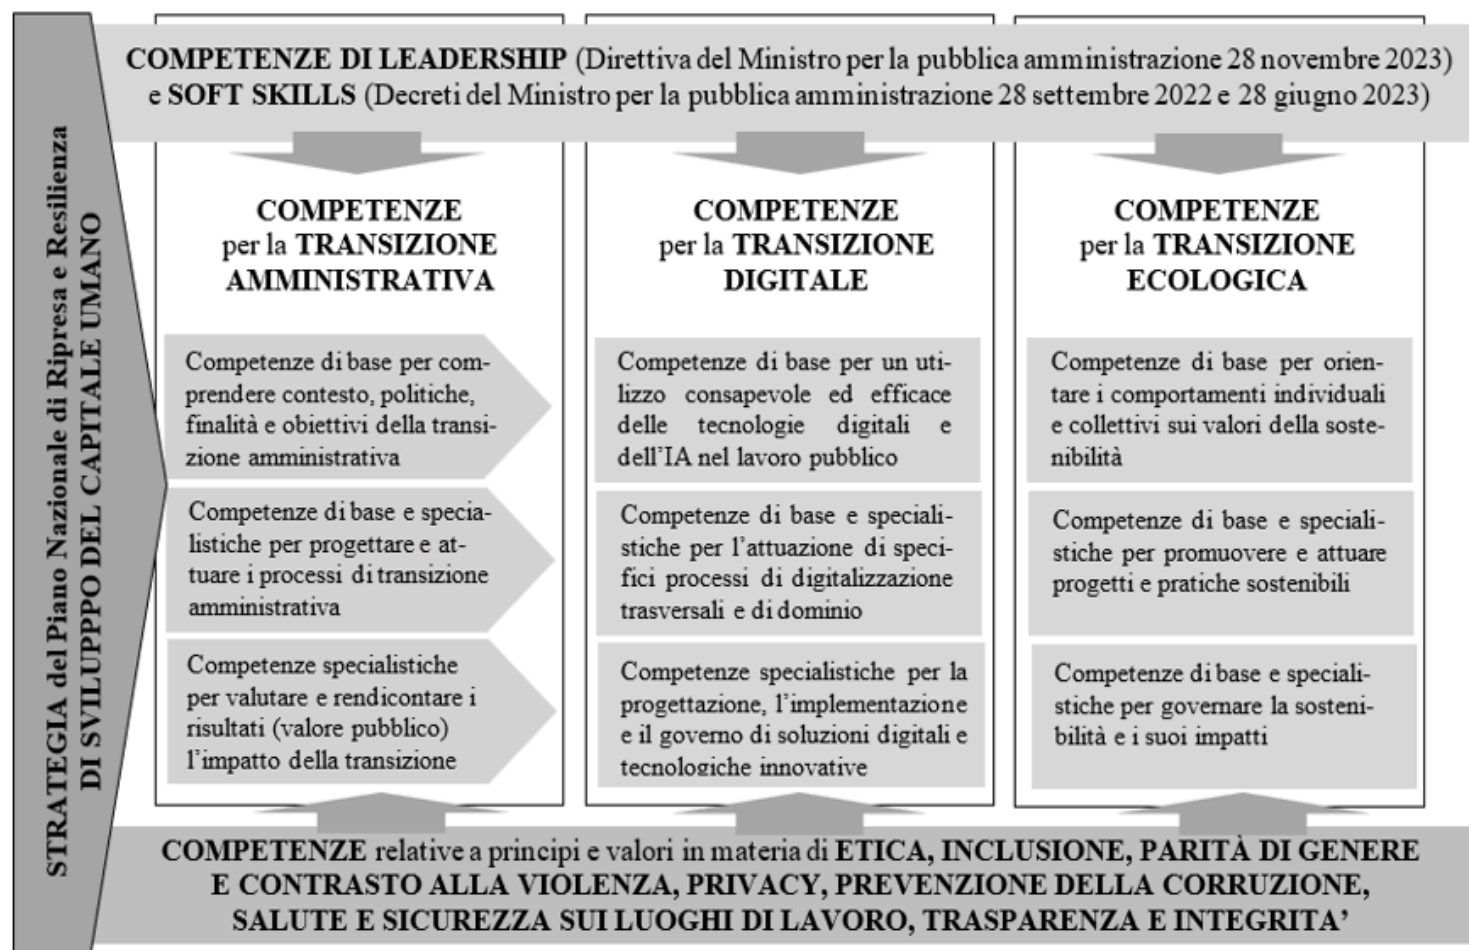 STRATEGIA del Piano Nazionale di Ripresa e Resilienza
DI SVILUPPO DEL CAPITALE UMANO
COMPETENZE DI LEADERSHIP (Direttiva del Ministro per la pubblica amministrazione 28 novembre 2023)
e SOFT SKILLS (Decreti del Ministro per la pubblica amministrazione 28 settembre 2022 e 28 giugno 2023)
COMPETENZE
per la TRANSIZIONE
AMMINISTRATIVA
Competenze di base per com-
prendere contesto, politiche,
finalità e obiettivi della transi-
zione amministrativa
Competenze di base e specia-
listiche per progettare e at-
tuare i processi di transizione
amministrativa
Competenze specialistiche
per valutare e rendicontare i
risultati (valore pubblico)
l’impatto della transizione
COMPETENZE
per la TRANSIZIONE
DIGITALE
Competenze di base per un uti-
lizzo consapevole ed efficace
delle tecnologie digitali e
dell’IA nel lavoro pubblico
Competenze di base e speciali-
stiche per l’attuazione di speci-
fici processi di digitalizzazione
trasversali e di dominio
Competenze specialistiche per la
progettazione, l’implementazione
e il governo di soluzioni digitali e
tecnologiche innovative
COMPETENZE
per la TRANSIZIONE
ECOLOGICA
Competenze di base per orien-
tare i comportamenti individuali
e collettivi sui valori della soste-
nibilità
Competenze di base e speciali-
stiche per promuovere e attuare
progetti e pratiche sostenibili
Competenze di base e speciali-
stiche per governare la sosteni-
bilità e i suoi impatti
COMPETENZE relative a principi e valori in materia di ETICA, INCLUSIONE, PARITÀ DI GENERE
E CONTRASTO ALLA VIOLENZA, PRIVACY, PREVENZIONE DELLA CORRUZIONE,
SALUTE E SICUREZZA SUI LUOGHI DI LAVORO, TRASPARENZA E INTEGRITA’